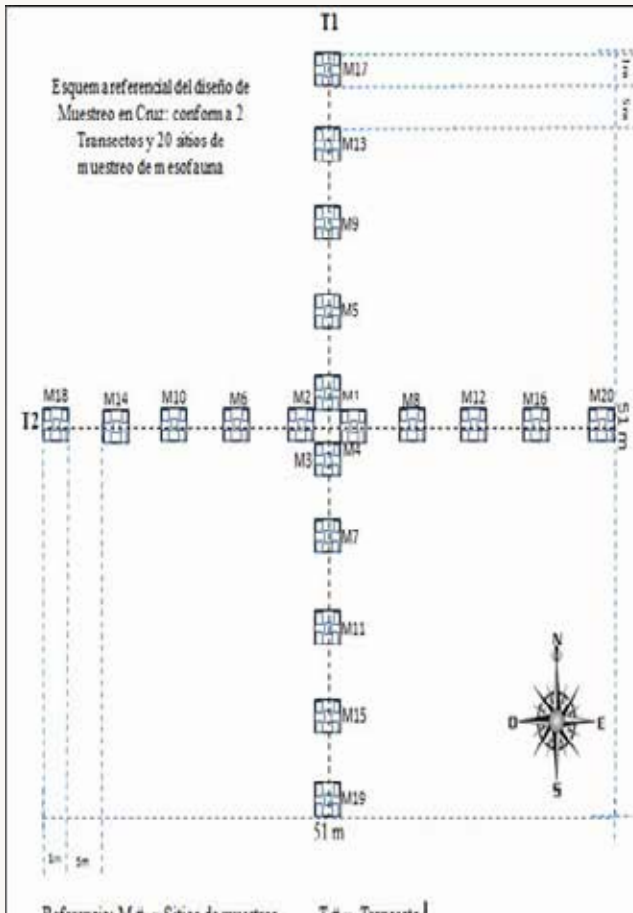 T1
M17
1m
5m
Esquema referencial del diseño de
Muestreo en Cruz: conforma 2
Transectos y 20 sitios de
muestreo de mesofauna
M13
M9
M5
M1
M18 M14 M10 M6 M2 M8 M12 M16 M20
T2
51 m
M3 M4
M7
M11
M15
M19
N
O E
S
51 m
1m 5m
Referencia: M# = Sitios de muestreo T# = Transecto